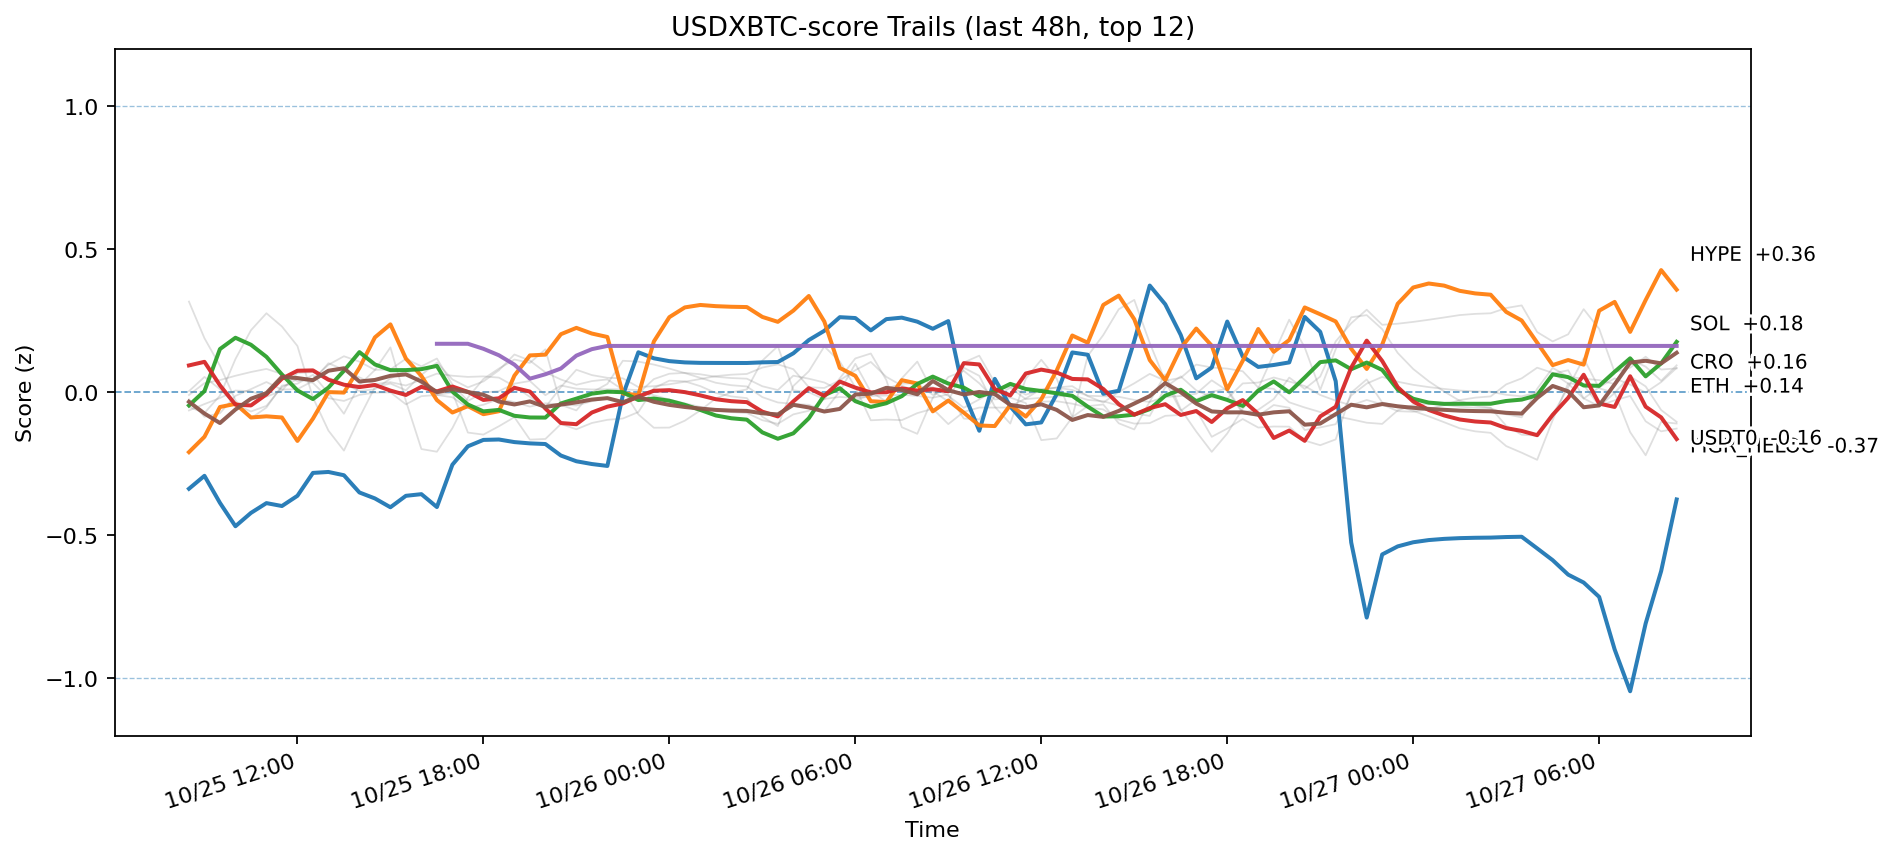 USDXBTC-score Trails (last 48h, top 12)
Score (z)
1.0
0.5
0.0
−0.5
−1.0
HYPE +0.36
SOL +0.18
CRO +0.16
ETH +0.14
USDT0 -0.16
-0.37
10/25 12:00
10/25 18:00
10/26 00:00
10/26 06:00
10/26 12:00
10/26 18:00
10/27 00:00
10/27 06:00
Time